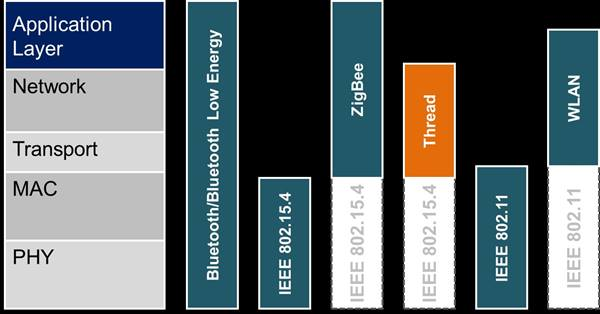 Application
Layer
Network
Transport
MAC
PHY
Bluetooth/Bluetooth Low Energy
IEEE 802.15.4
ZigBee
IEEE 802.15.4
Thread
IEEE 802.15.4
IEEE 802.11
WLAN
IEEE 802.11